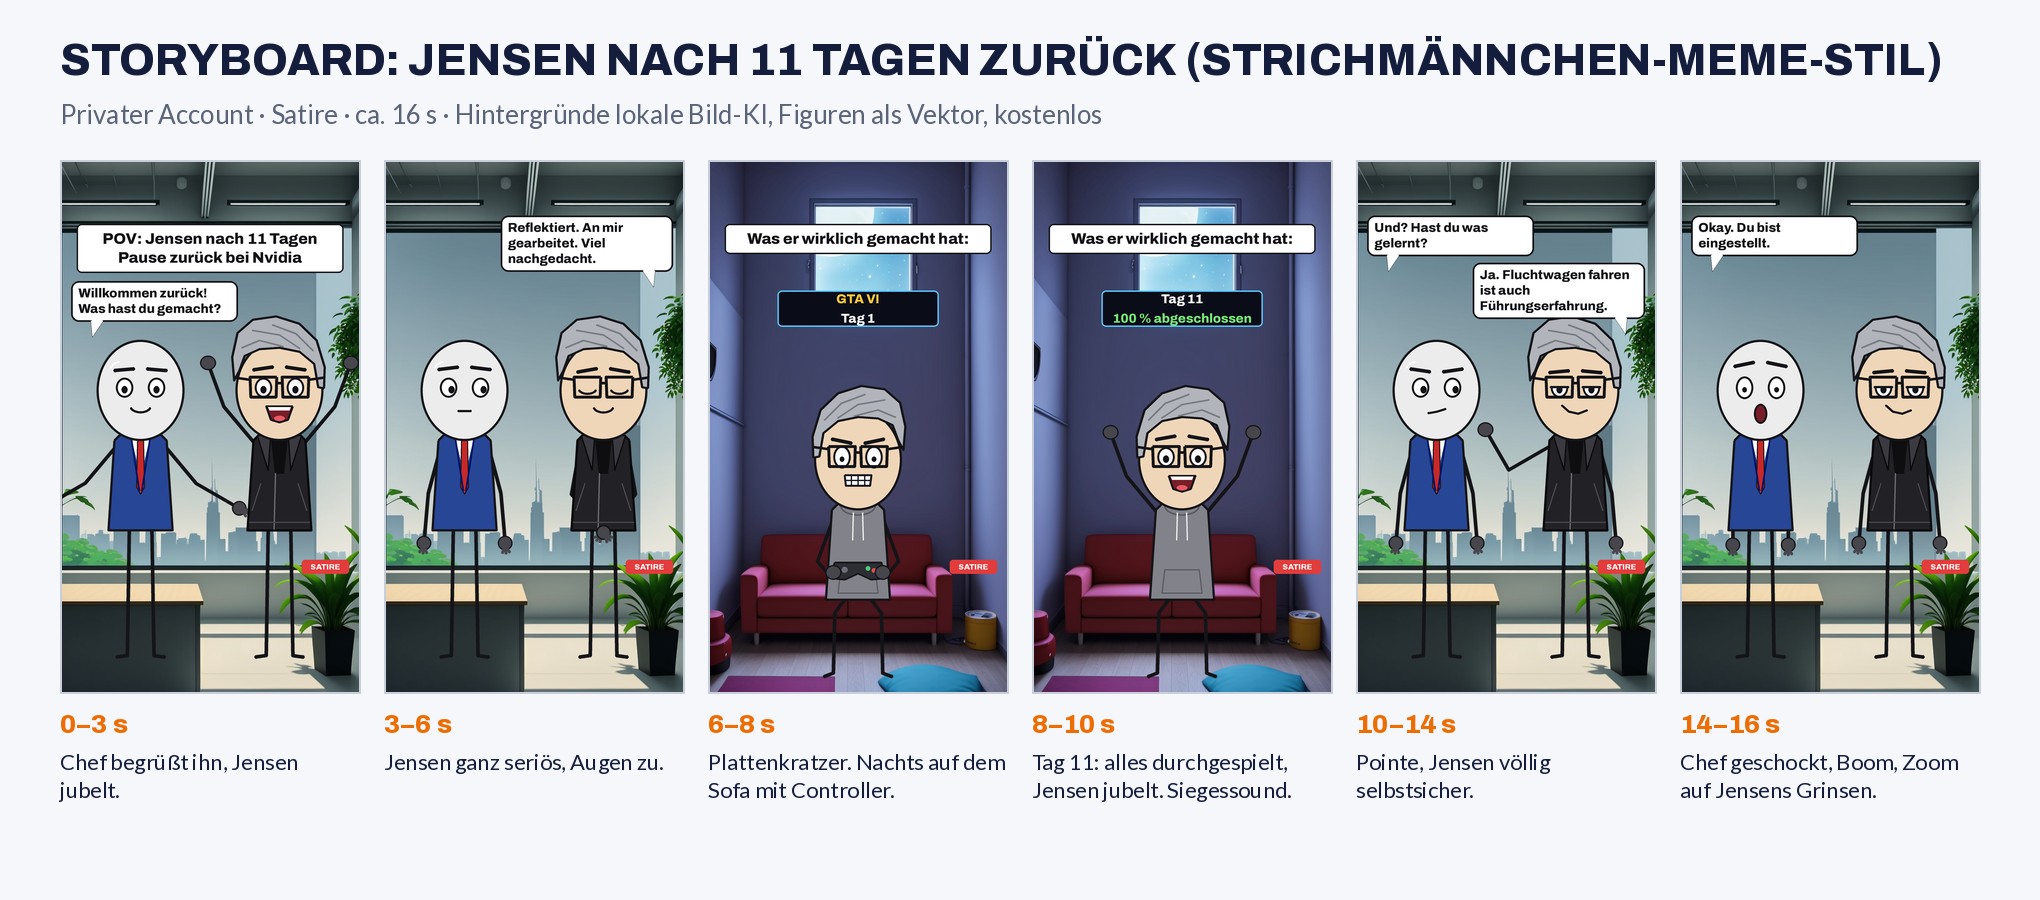 STORYBOARD: JENSEN NACH 11 TAGEN ZURÜCK (STRICHMÄNNCHEN-MEME-STIL)
Privater Account · Satire · ca. 16 s · Hintergründe lokale Bild-KI, Figuren als Vektor, kostenlos
POV: Jensen nach 11 Tagen
Pause zurück bei Nvidia
Willkommen zurück!
Was hast du gemacht?
SATIRE
0–3 s
Chef begrüßt ihn, Jensen
jubelt.
Reflektiert. An mir
gearbeitet. Viel
nachgedacht.
SATIRE
3–6 s
Jensen ganz seriös, Augen zu.
Was er wirklich gemacht hat:
GTA VI
Tag 1
SATIRE
6–8 s
Plattenkratzer. Nachts auf dem
Sofa mit Controller.
Was er wirklich gemacht hat:
Tag 11
100 % abgeschlossen
SATIRE
8–10 s
Tag 11: alles durchgespielt,
Jensen jubelt. Siegessound.
Und? Hast du was
gelernt?
Ja. Fluchtwagen fahren
ist auch
Führungserfahrung.
SATIRE
10–14 s
Pointe, Jensen völlig
selbstsicher.
Okay. Du bist
eingestellt.
SATIRE
14–16 s
Chef geschockt, Boom, Zoom
auf Jensens Grinsen.